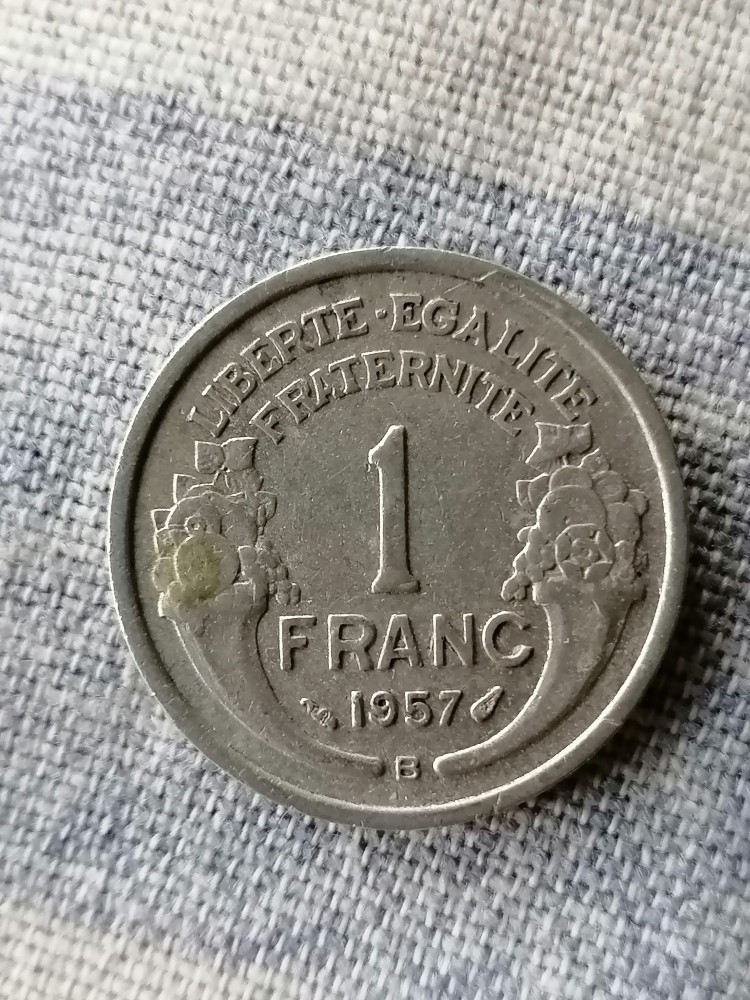 LIBERTE·EGALITE
FRATERNITE
1
FRANC
1957
B